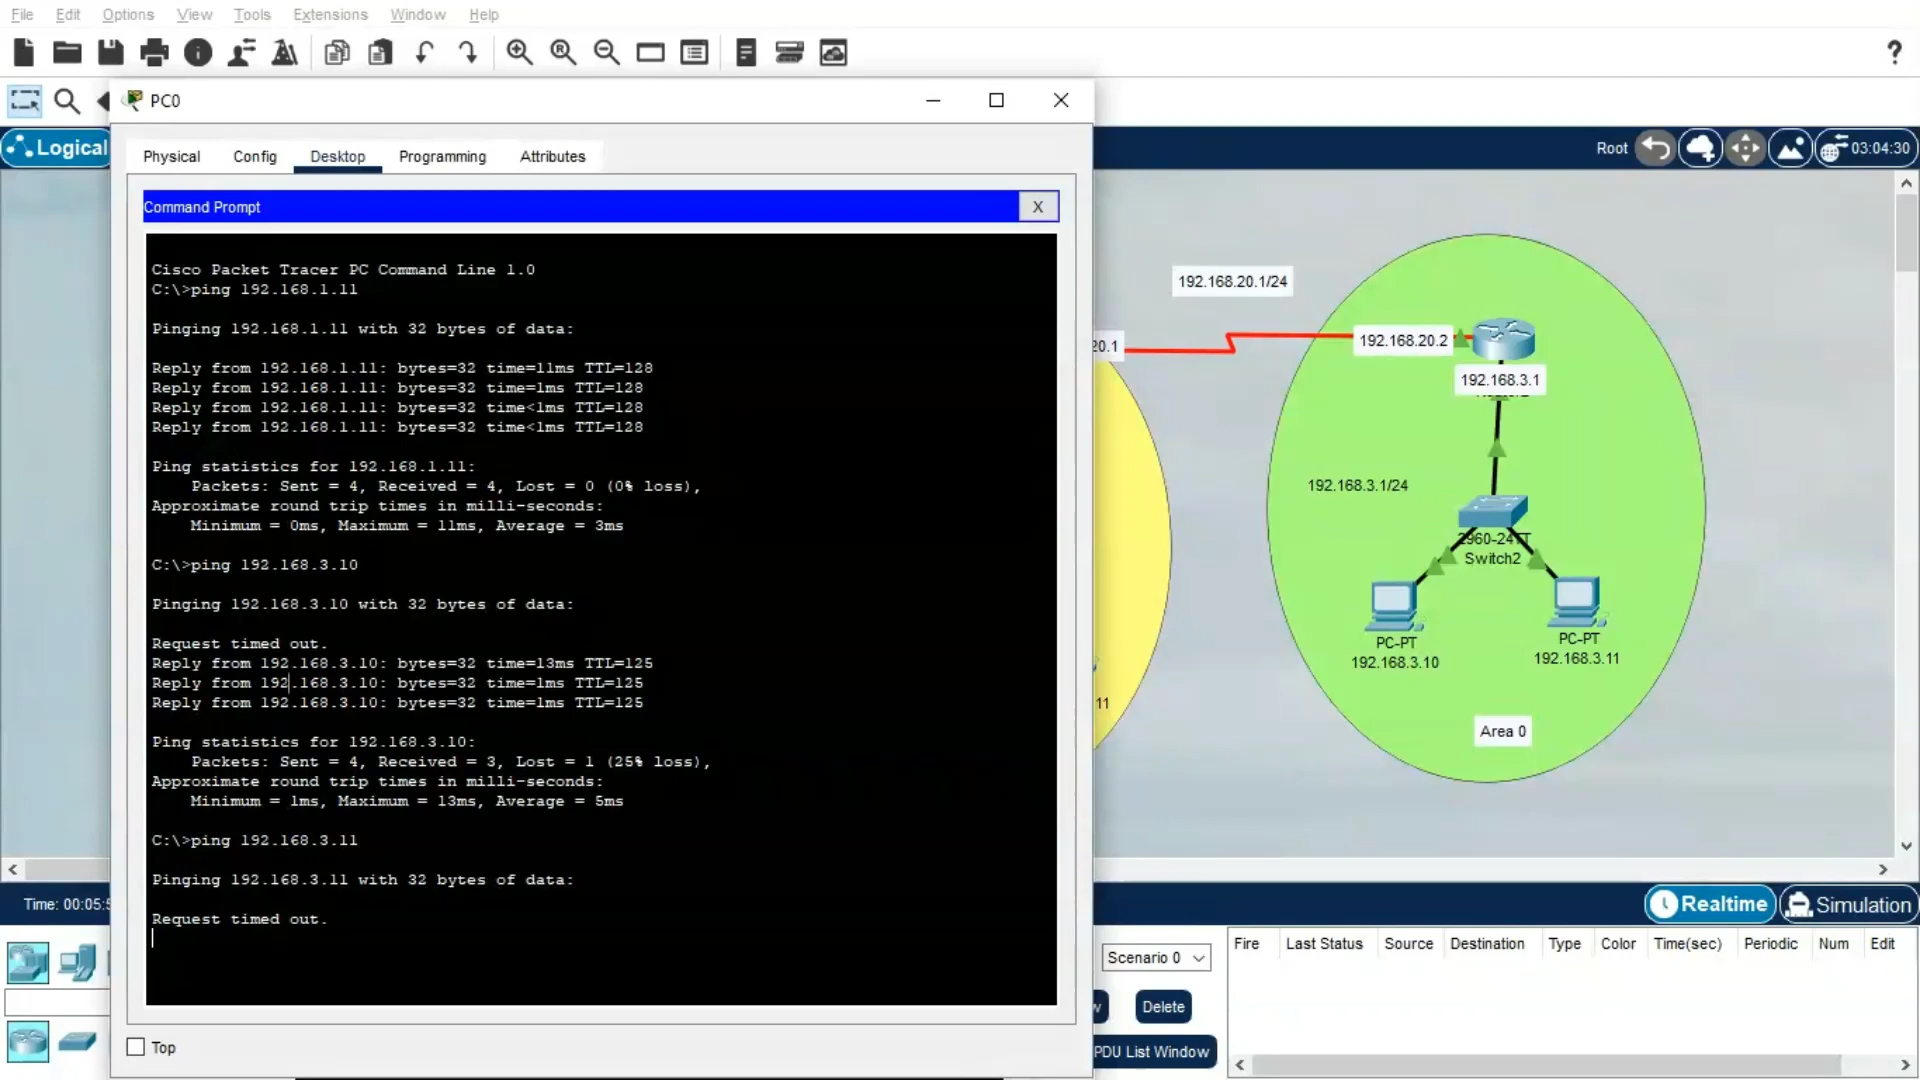 File Edit Options View Tools Extensions Window Help
?
PC0
Logical
Physical Config Desktop Programming Attributes
Root 03:04:30
Command Prompt X
Cisco Packet Tracer PC Command Line 1.0
C:\>ping 192.168.1.11
Pinging 192.168.1.11 with 32 bytes of data:
Reply from 192.168.1.11: bytes=32 time=11ms TTL=128
Reply from 192.168.1.11: bytes=32 time=1ms TTL=128
Reply from 192.168.1.11: bytes=32 time<1ms TTL=128
Reply from 192.168.1.11: bytes=32 time<1ms TTL=128
Ping statistics for 192.168.1.11:
Packets: Sent = 4, Received = 4, Lost = 0 (0% loss),
Approximate round trip times in milli-seconds:
Minimum = 0ms, Maximum = 11ms, Average = 3ms
C:\>ping 192.168.3.10
Pinging 192.168.3.10 with 32 bytes of data:
Request timed out.
Reply from 192.168.3.10: bytes=32 time=13ms TTL=125
Reply from 192.168.3.10: bytes=32 time=1ms TTL=125
Reply from 192.168.3.10: bytes=32 time=1ms TTL=125
Ping statistics for 192.168.3.10:
Packets: Sent = 4, Received = 3, Lost = 1 (25% loss),
Approximate round trip times in milli-seconds:
Minimum = 1ms, Maximum = 13ms, Average = 5ms
C:\>ping 192.168.3.11
Pinging 192.168.3.11 with 32 bytes of data:
Request timed out.
Top
192.168.20.1/24
20.1
192.168.20.2
192.168.3.1
192.168.3.1/24
2960-24TT
Switch2
PC-PT
192.168.3.10
PC-PT
192.168.3.11
11
Area 0
Time: 00:05:5
Realtime Simulation
Scenario 0
Fire Last Status Source Destination Type Color Time(sec) Periodic Num Edit
w Delete
PDU List Window